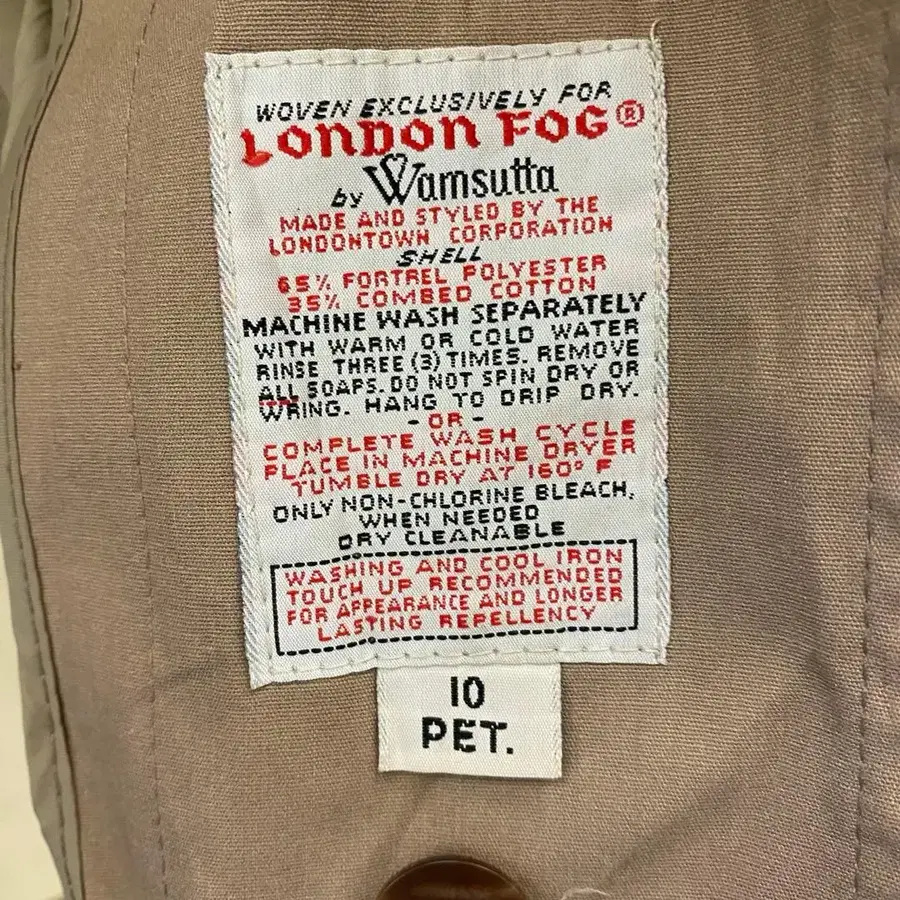 WOVEN EXCLUSIVELY FOR
LONDON FOG®
by Wamsutta
MADE AND STYLED BY THE
LONDONTOWN CORPORATION
SHELL
65% FORTREL POLYESTER
35% COMBED COTTON
MACHINE WASH SEPARATELY
WITH WARM OR COLD WATER
RINSE THREE (3) TIMES. REMOVE
ALL SOAPS. DO NOT SPIN DRY OR
WRING. HANG TO DRIP DRY.
- OR -
COMPLETE WASH CYCLE
PLACE IN MACHINE DRYER
TUMBLE DRY AT 160° F
ONLY NON-CHLORINE BLEACH,
WHEN NEEDED
DRY CLEANABLE
WASHING AND COOL IRON
TOUCH UP RECOMMENDED
FOR APPEARANCE AND LONGER
LASTING REPELLENCY
10
PET.